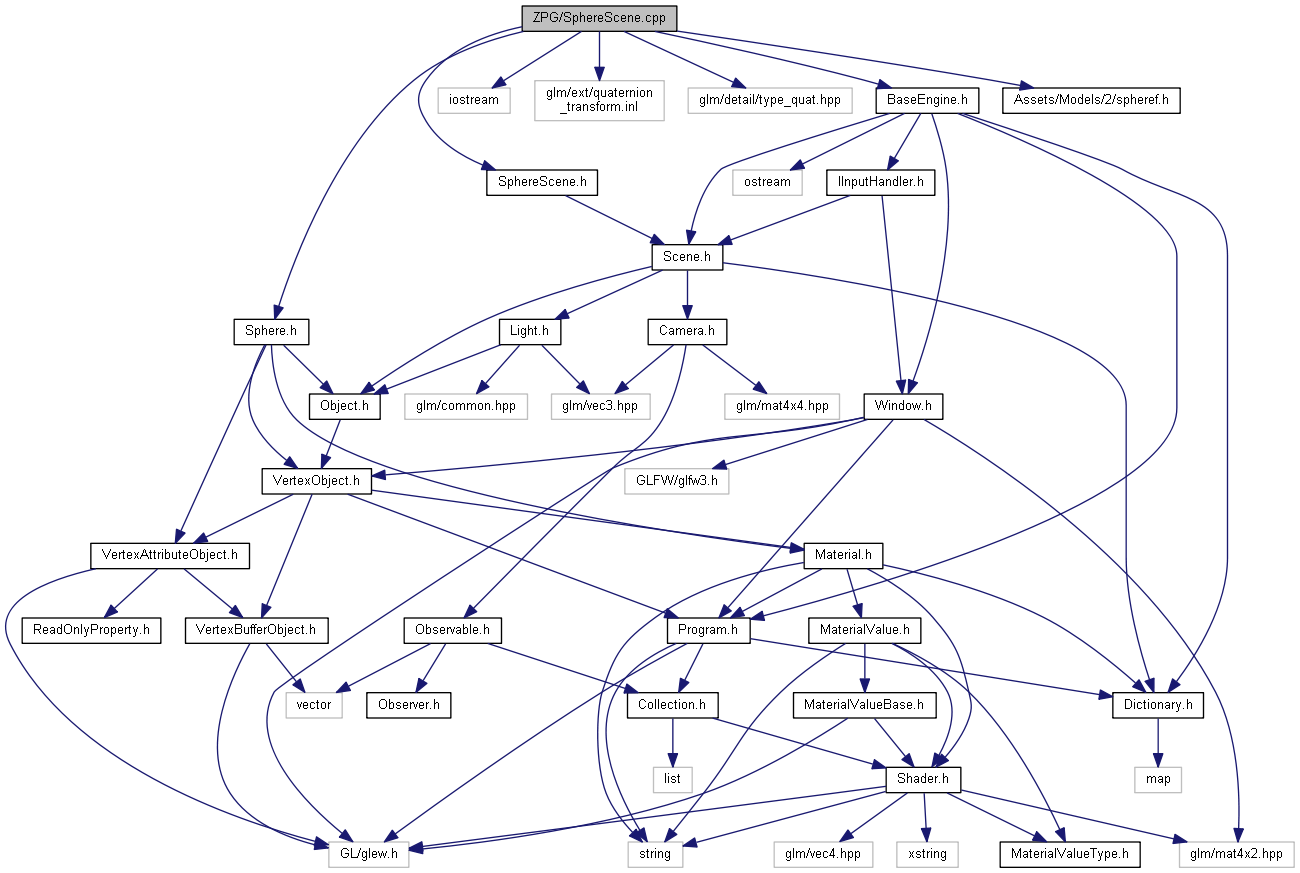 ZPG/SphereScene.cpp
iostream
glm/ext/quaternion
_transform.inl
glm/detail/type_quat.hpp
BaseEngine.h
Assets/Models/2/spheref.h
SphereScene.h
ostream
IInputHandler.h
Scene.h
Sphere.h
Light.h
Camera.h
Object.h
glm/common.hpp
glm/vec3.hpp
glm/mat4x4.hpp
Window.h
VertexObject.h
GLFW/glfw3.h
VertexAttributeObject.h
Material.h
ReadOnlyProperty.h
VertexBufferObject.h
Observable.h
Program.h
MaterialValue.h
vector
Observer.h
Collection.h
MaterialValueBase.h
Dictionary.h
list
Shader.h
map
GL/glew.h
string
glm/vec4.hpp
xstring
MaterialValueType.h
glm/mat4x2.hpp